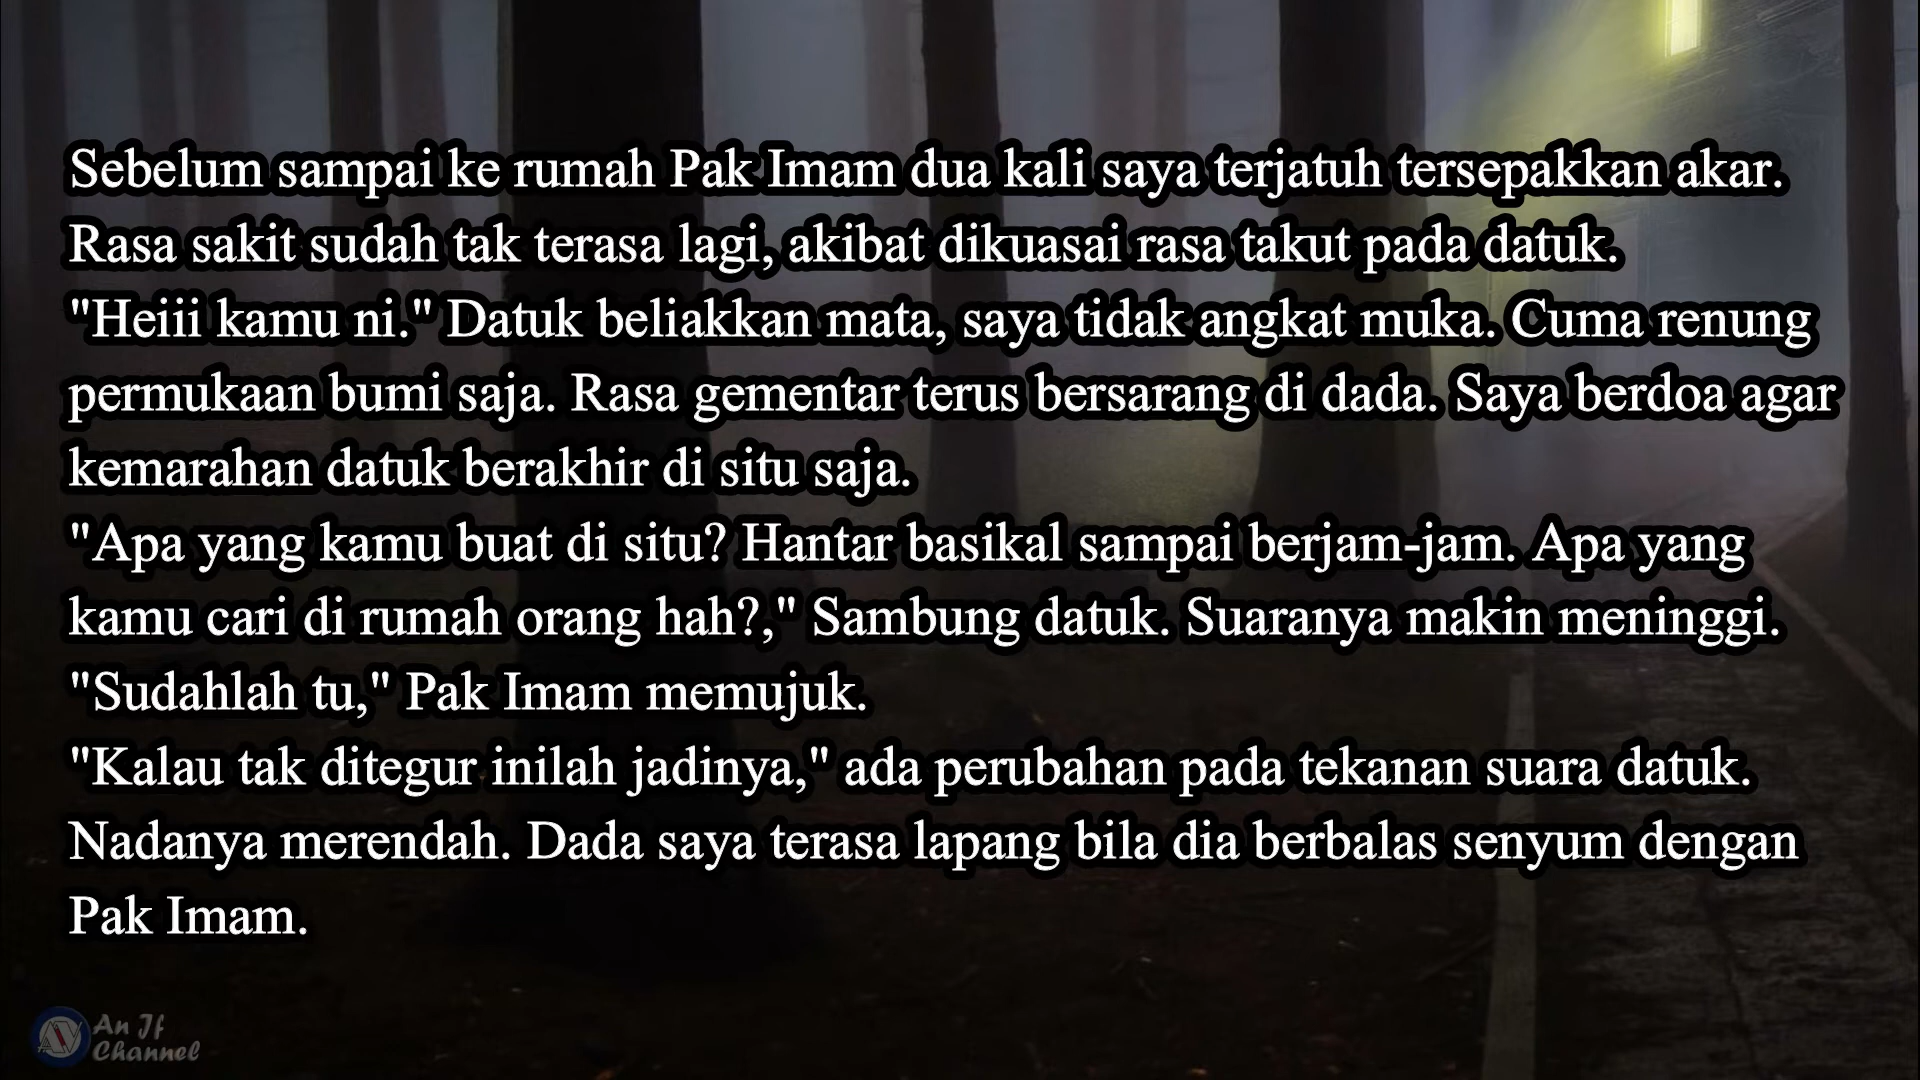 Sebelum sampai ke rumah Pak Imam dua kali saya terjatuh tersepakkan akar.
Rasa sakit sudah tak terasa lagi, akibat dikuasai rasa takut pada datuk.
"Heiii kamu ni." Datuk beliakkan mata, saya tidak angkat muka. Cuma renung
permukaan bumi saja. Rasa gementar terus bersarang di dada. Saya berdoa agar
kemarahan datuk berakhir di situ saja.
"Apa yang kamu buat di situ? Hantar basikal sampai berjam-jam. Apa yang
kamu cari di rumah orang hah?," Sambung datuk. Suaranya makin meninggi.
"Sudahlah tu," Pak Imam memujuk.
"Kalau tak ditegur inilah jadinya," ada perubahan pada tekanan suara datuk.
Nadanya merendah. Dada saya terasa lapang bila dia berbalas senyum dengan
Pak Imam.
An If
Channel